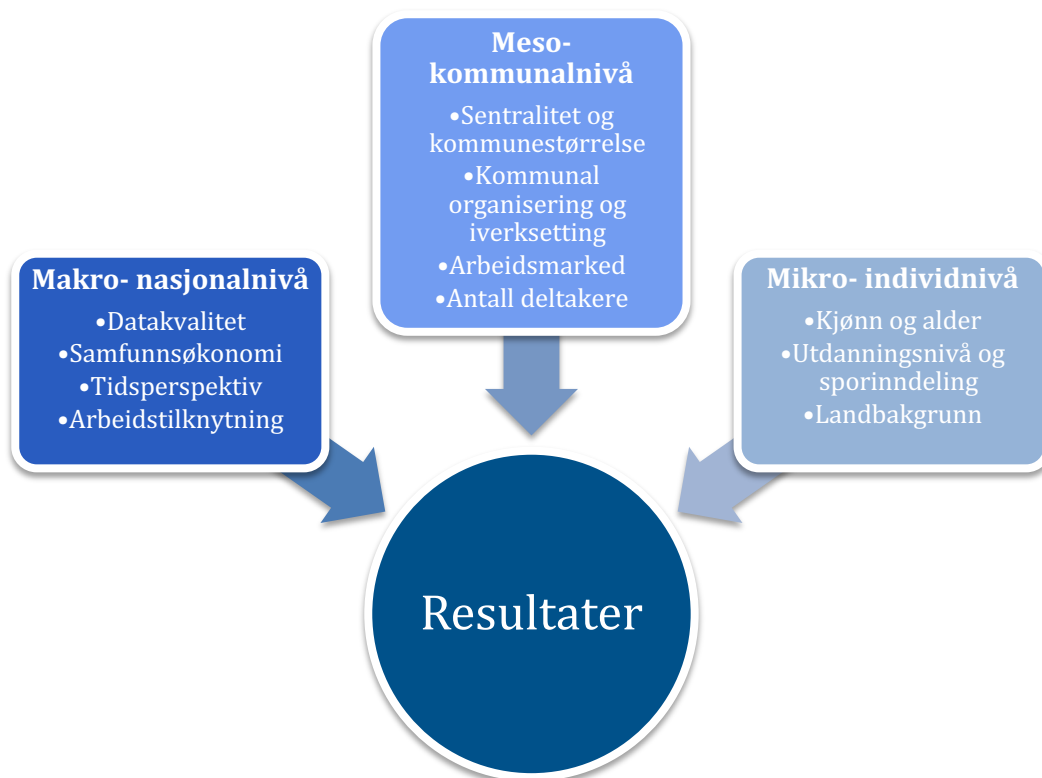 Meso-
kommunalnivå
•Sentralitet og
kommunestørrelse
•Kommunal
organisering og
iverksetting
•Arbeidsmarked
•Antall deltakere
Makro- nasjonalnivå
•Datakvalitet
•Samfunnsøkonomi
•Tidsperspektiv
•Arbeidstilknytning
Mikro- individnivå
•Kjønn og alder
•Utdanningsnivå og
sporinndeling
•Landbakgrunn
Resultater